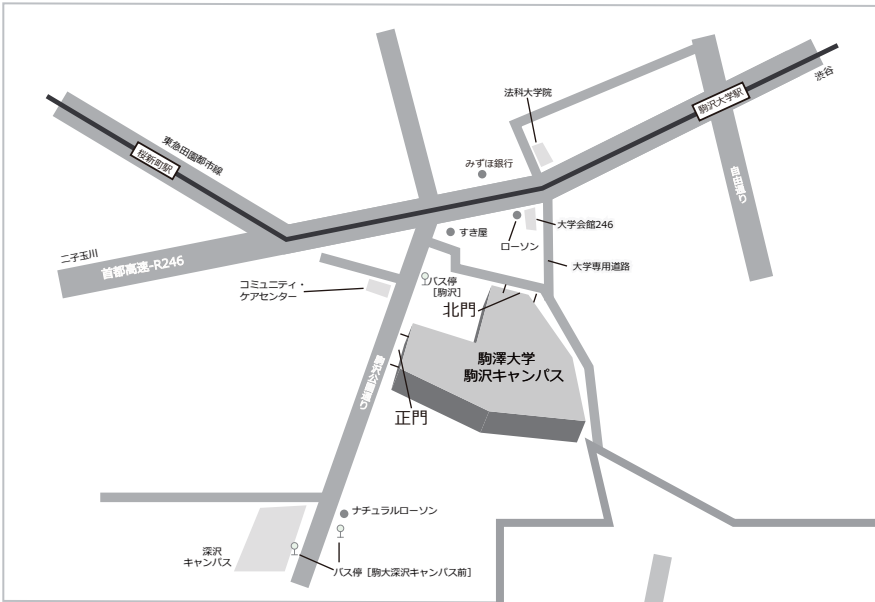 渋谷
駒沢大学駅
法科大学院
東急田園都市線
桜新町駅
みずほ銀行
自由通り
大学会館246
すき屋
ローソン
二子玉川
首都高速-R246
大学専用道路
コミュニティ・
ケアセンター
バス停
[駒沢]
北門
駒澤大学
駒沢キャンパス
駒沢公園通り
正門
ナチュラルローソン
深沢
キャンパス
バス停［駒大深沢キャンパス前］